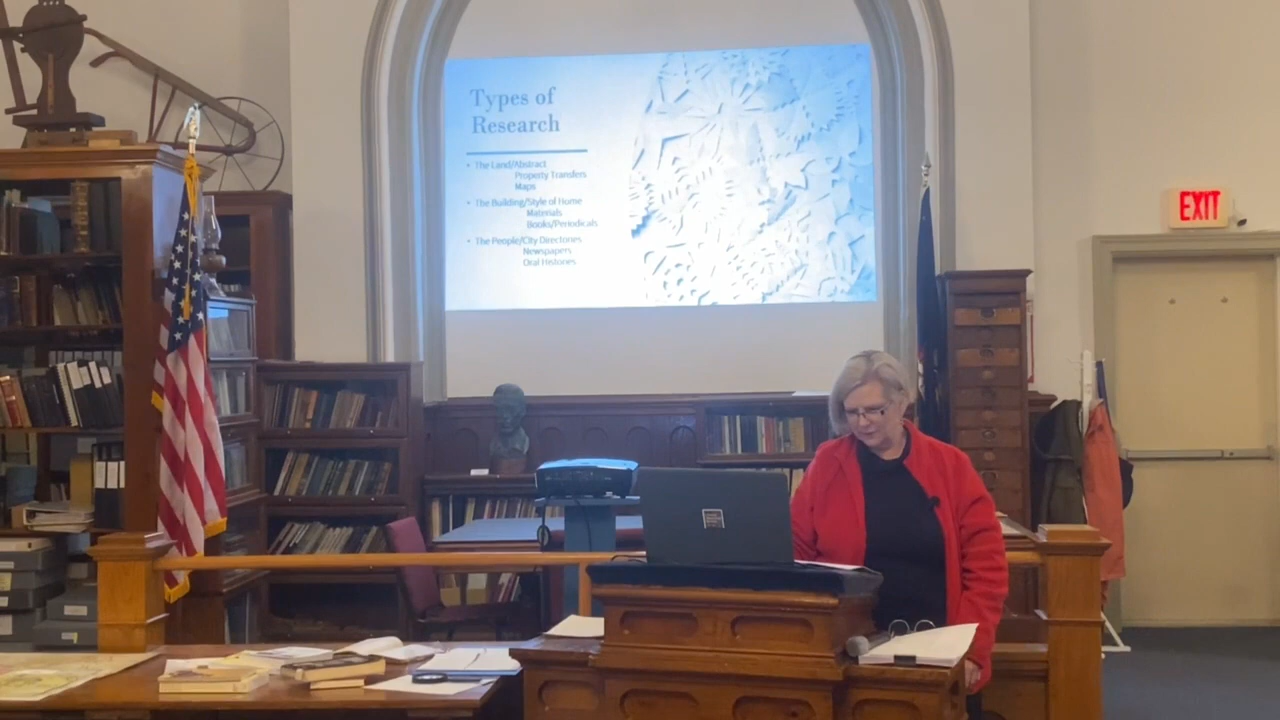 Types of
Research
• The Land/Abstract
Property Transfers
Maps
• The Building/Style of Home
Materials
Books/Periodicals
• The People/City Directories
Newspapers
Oral Histories
EXIT